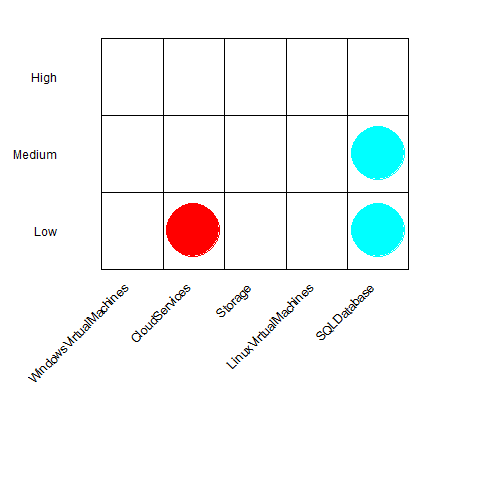 High
Medium
Low
WindowsVirtualMachines
CloudServices
Storage
LinuxVirtualMachines
SQLDatabase